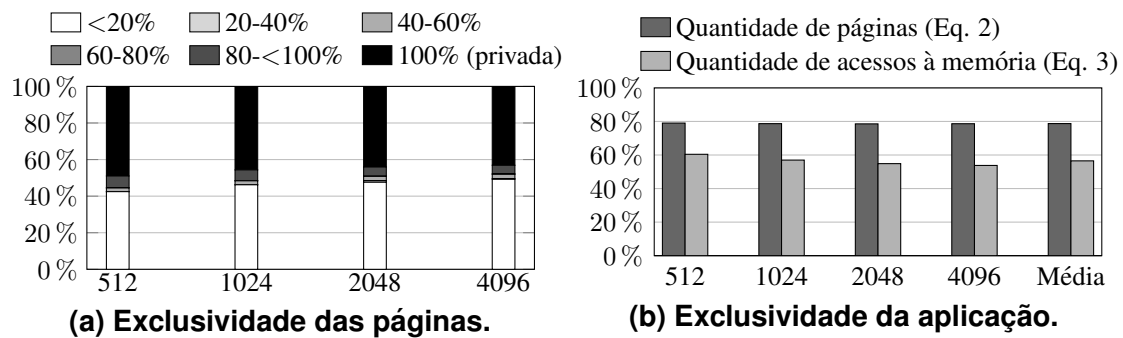 <20% 20-40% 40-60%
60-80% 80-<100% 100% (privada)
100 %
80 %
60 %
40 %
20 %
0 %
512 1024 2048 4096
(a) Exclusividade das páginas.
Quantidade de páginas (Eq. 2)
Quantidade de acessos à memória (Eq. 3)
100 %
80 %
60 %
40 %
20 %
0 %
512 1024 2048 4096 Média
(b) Exclusividade da aplicação.